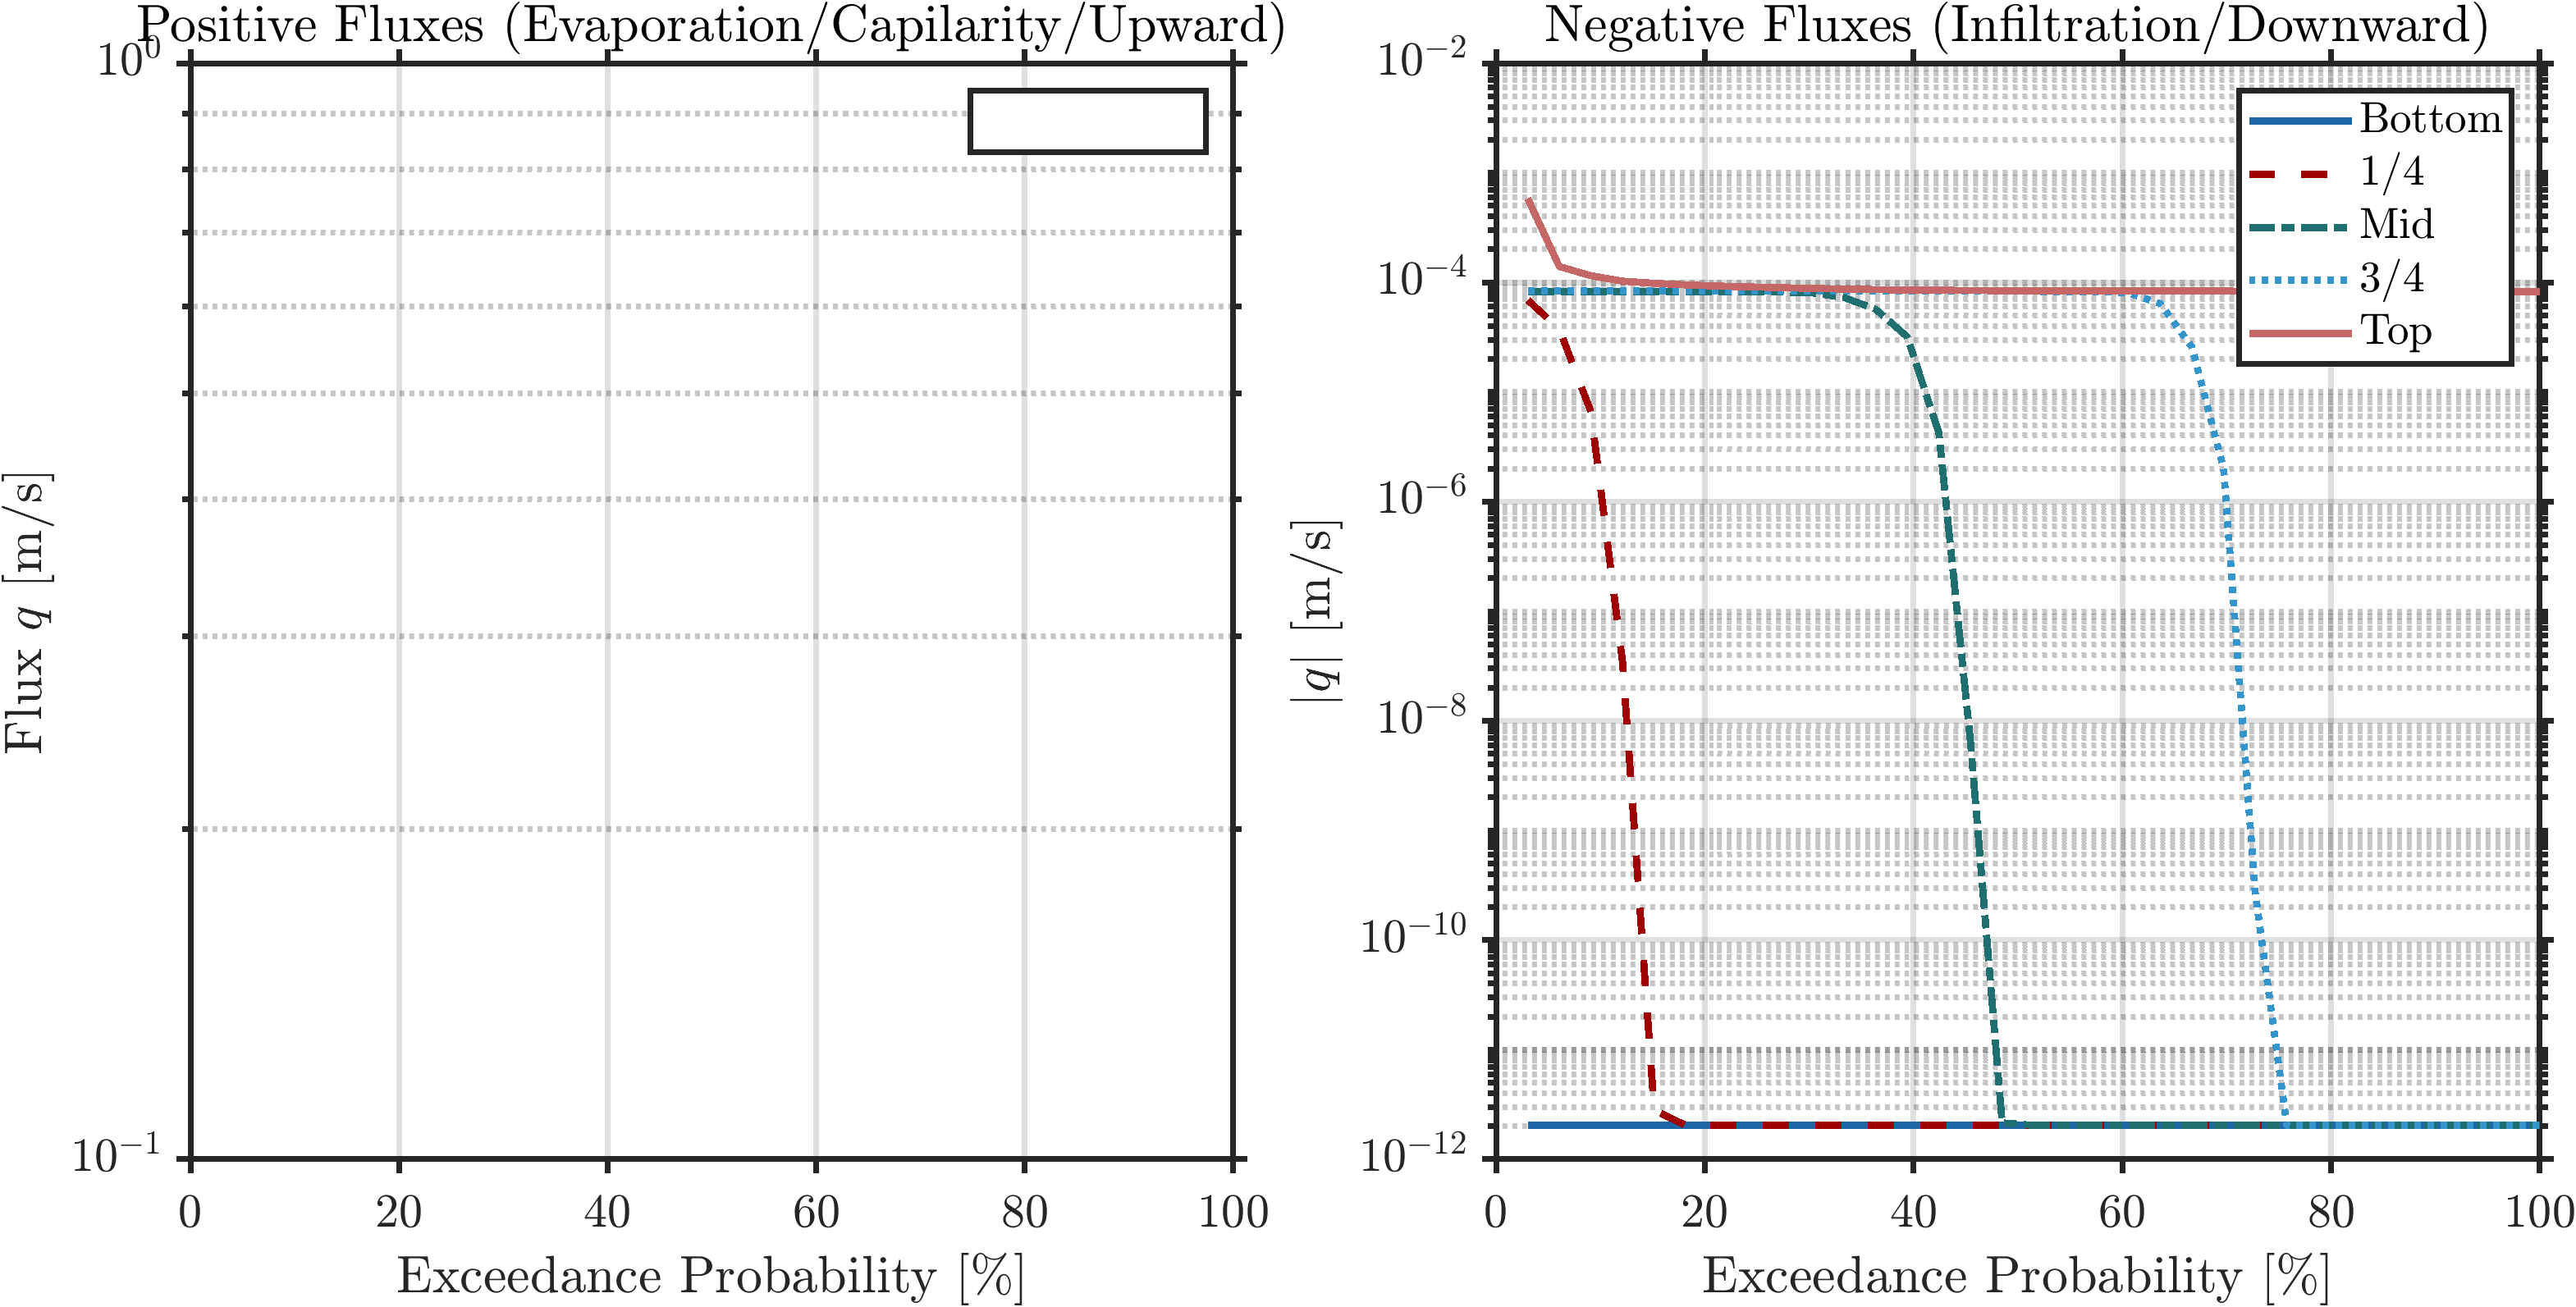 Positive Fluxes (Evaporation/Capilarity/Upward)
10^0
10^−1
Flux q [m/s]
0 20 40 60 80 100
Exceedance Probability [%]
Negative Fluxes (Infiltration/Downward)
10^−2
10^−4
10^−6
10^−8
10^−10
10^−12
|q| [m/s]
Bottom
1/4
Mid
3/4
Top
0 20 40 60 80 100
Exceedance Probability [%]